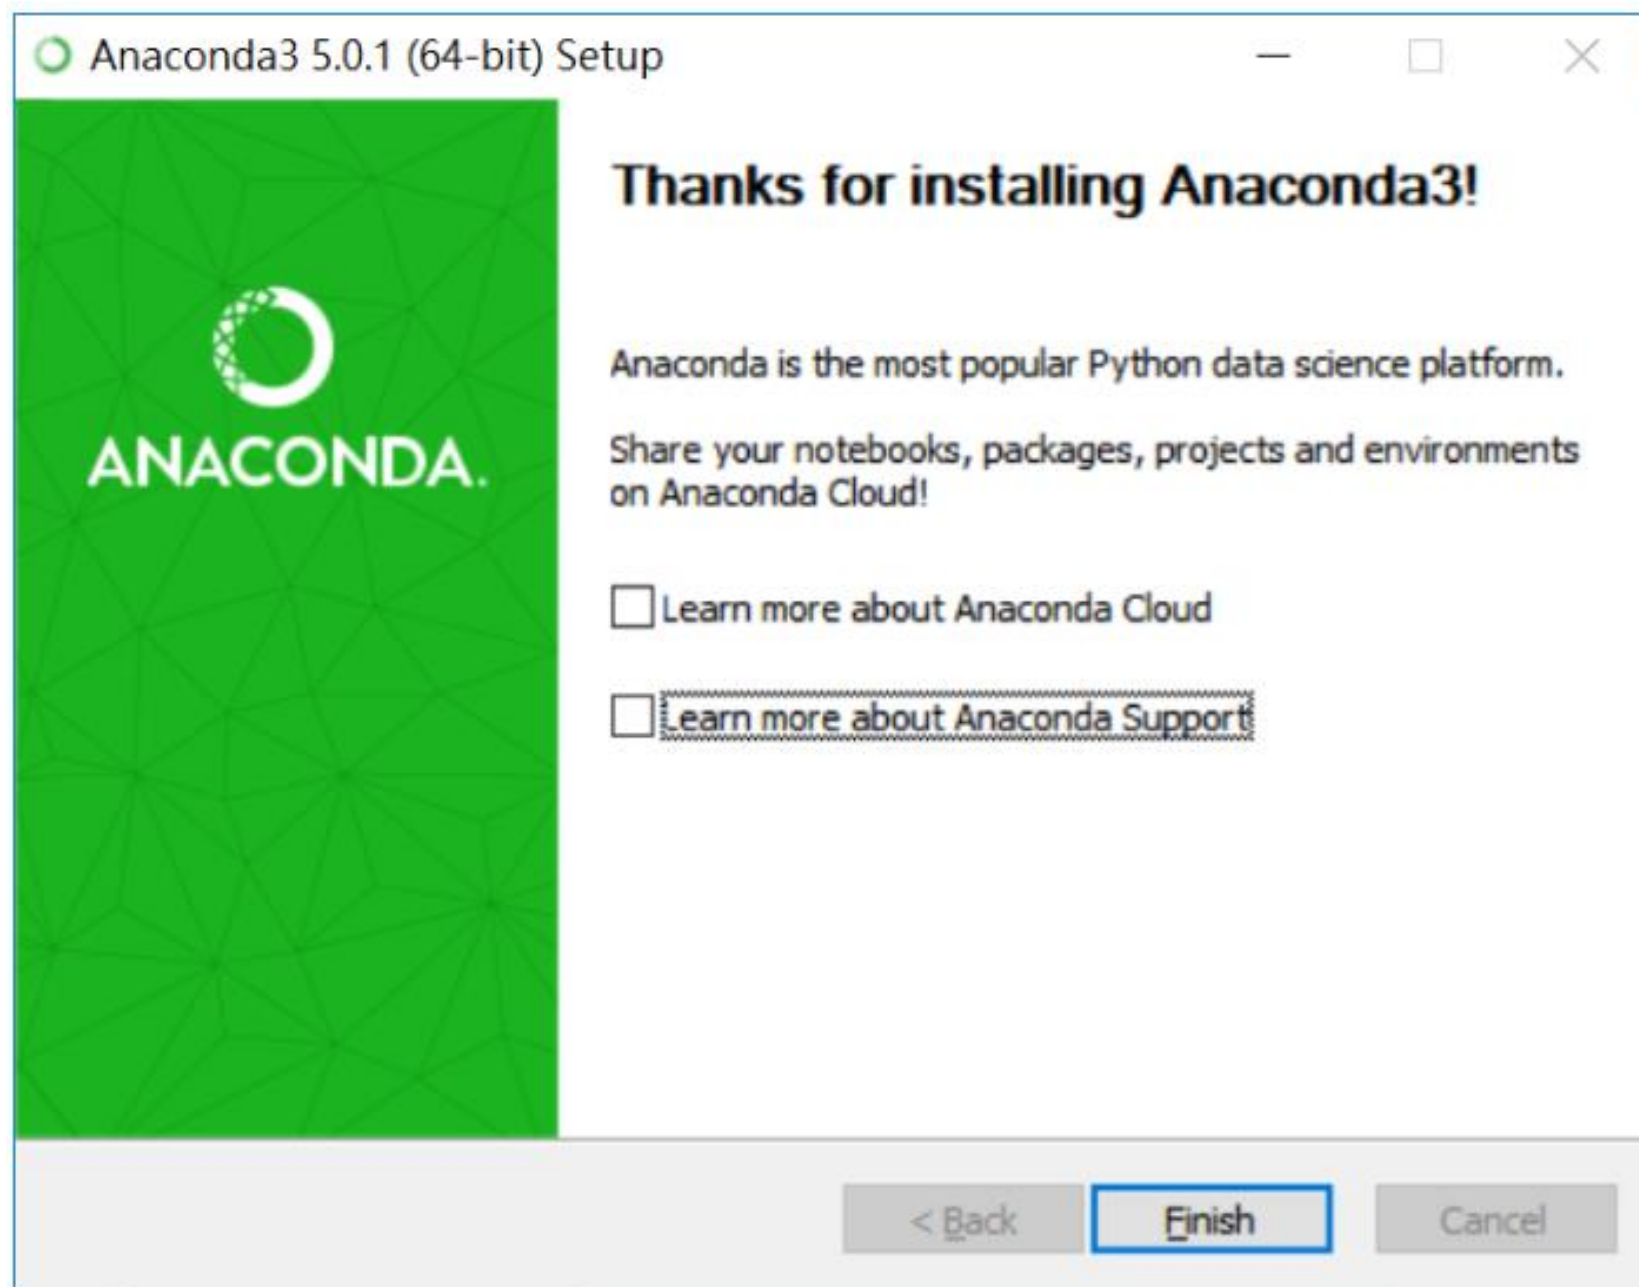 Anaconda3 5.0.1 (64-bit) Setup
ANACONDA.
Thanks for installing Anaconda3!
Anaconda is the most popular Python data science platform.
Share your notebooks, packages, projects and environments
on Anaconda Cloud!
Learn more about Anaconda Cloud
Learn more about Anaconda Support
< Back Finish Cancel